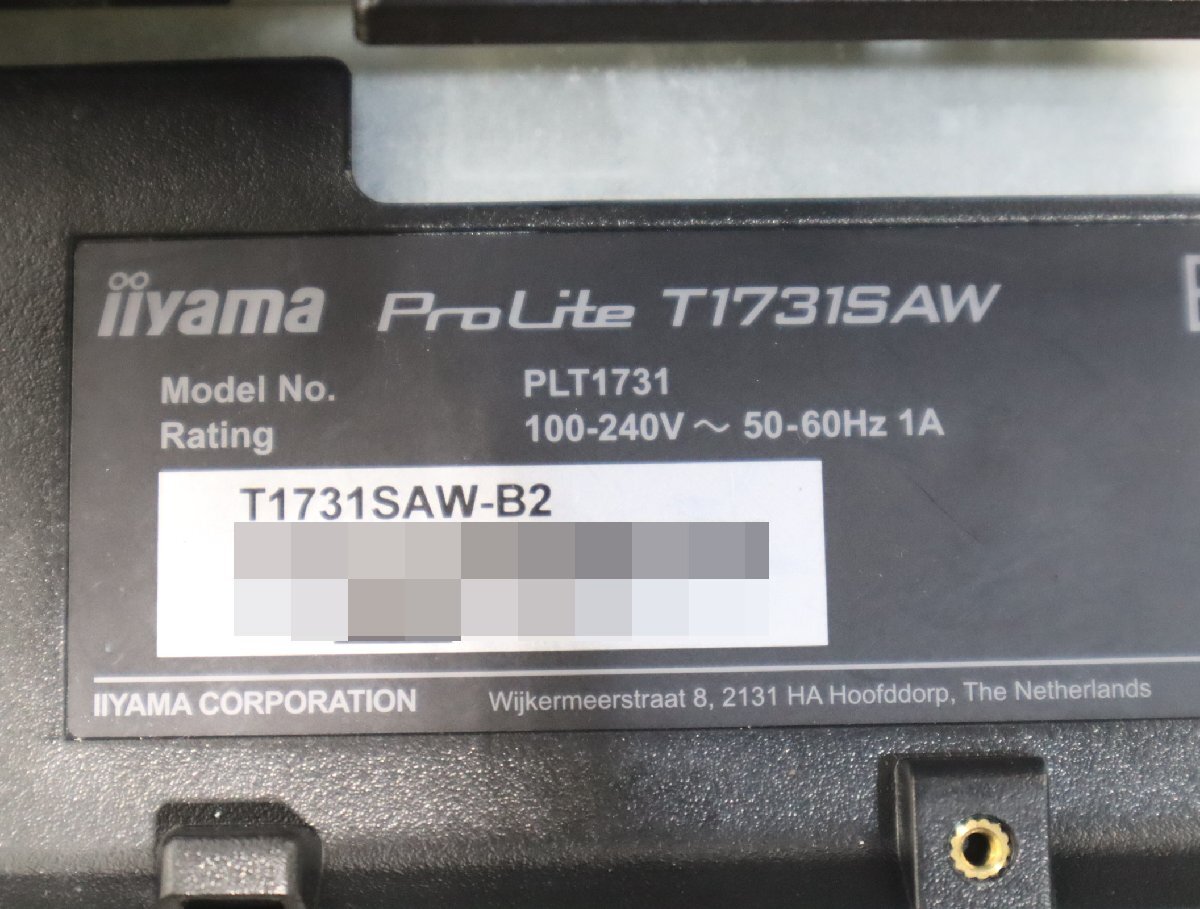 iiyama ProLite T1731SAW
Model No. PLT1731
Rating 100-240V ～ 50-60Hz 1A
T1731SAW-B2
IIYAMA CORPORATION Wijkermeerstraat 8, 2131 HA Hoofddorp, The Netherlands